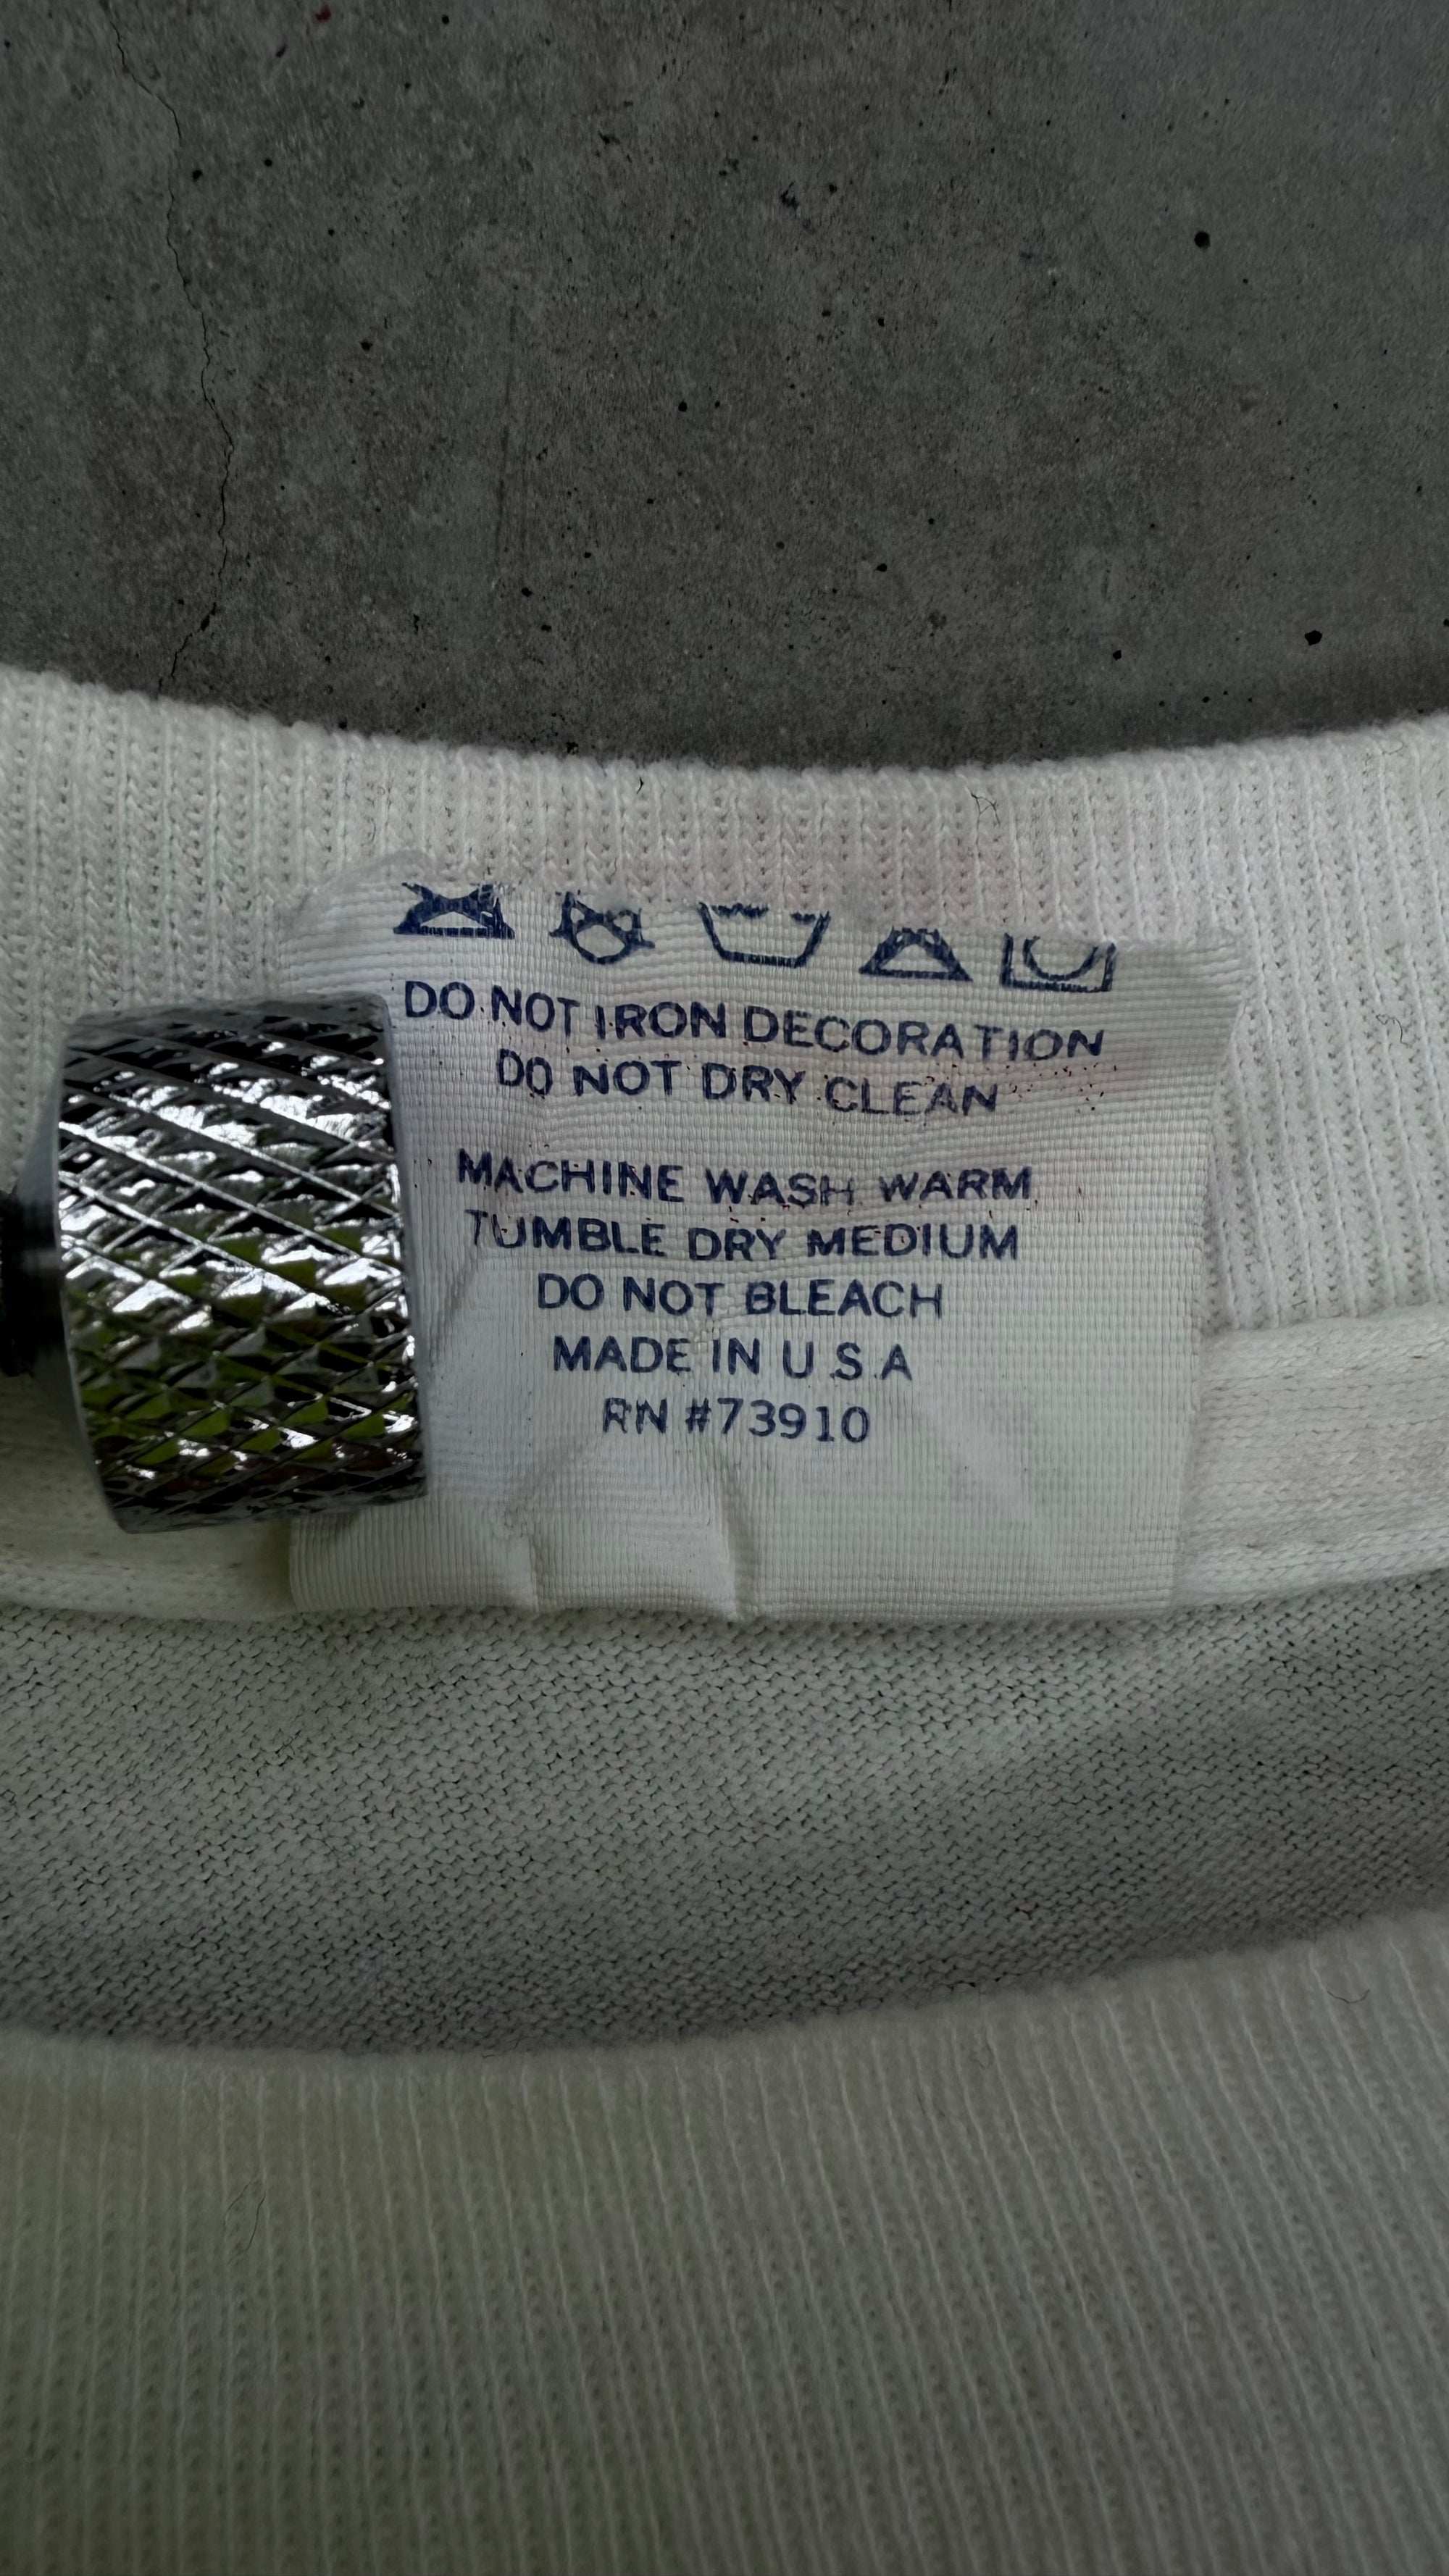 DO NOT IRON DECORATION
DO NOT DRY CLEAN
MACHINE WASH WARM
TUMBLE DRY MEDIUM
DO NOT BLEACH
MADE IN U.S.A
RN #73910